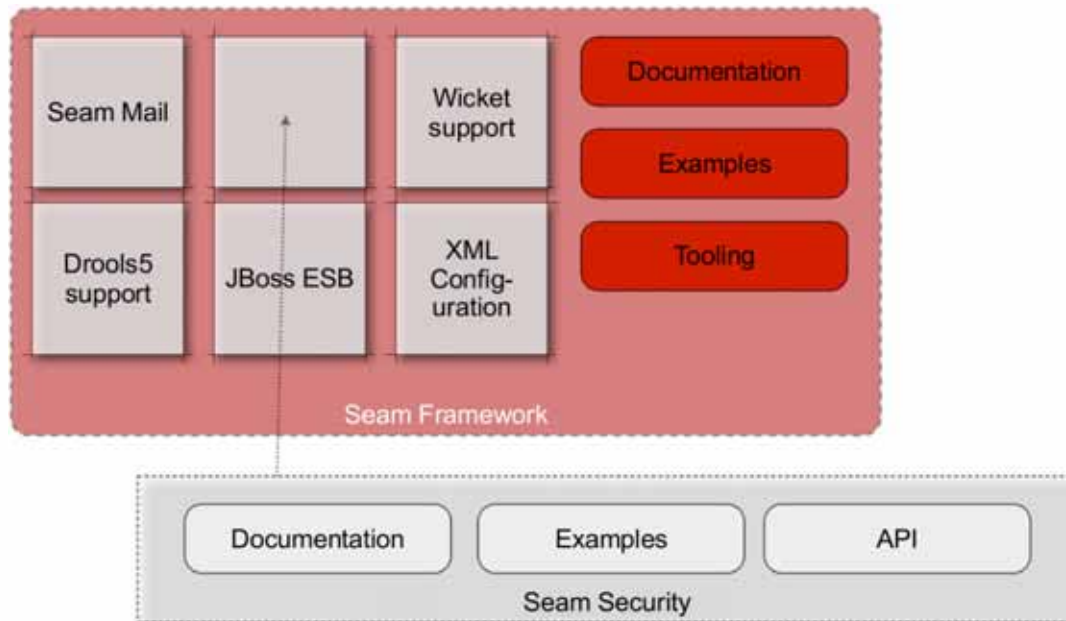 Seam Mail
Wicket
support
Documentation
Examples
Drools5
support
JBoss ESB
XML
Config-
uration
Tooling
Seam Framework
Documentation
Examples
API
Seam Security